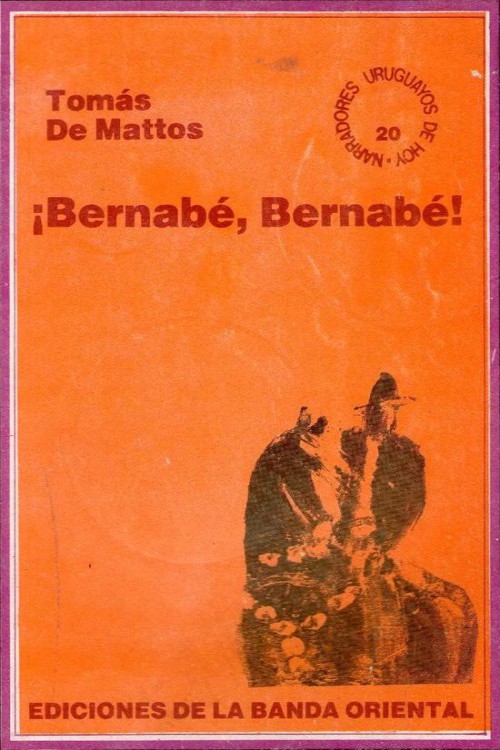 Tomás
De Mattos
NARRADORES URUGUAYOS DE HOY •
20
¡Bernabé, Bernabé!
EDICIONES DE LA BANDA ORIENTAL